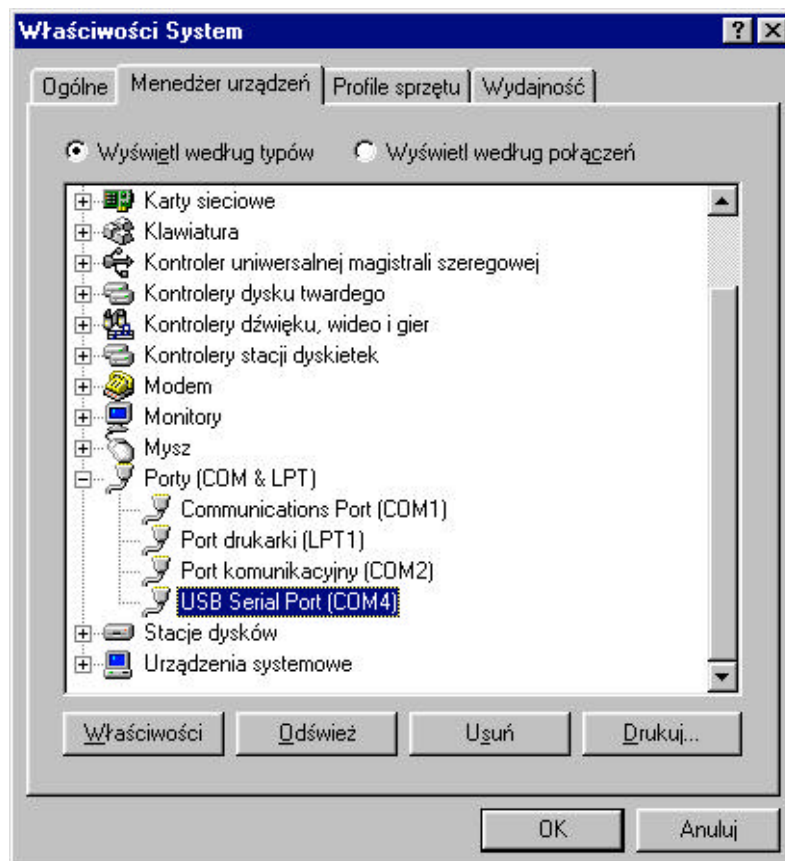 Właściwości System
Ogólne Menedżer urządzeń Profile sprzętu Wydajność
Wyświetl według typów Wyświetl według połączeń
Karty sieciowe
Klawiatura
Kontroler uniwersalnej magistrali szeregowej
Kontrolery dysku twardego
Kontrolery dźwięku, wideo i gier
Kontrolery stacji dyskietek
Modem
Monitory
Mysz
Porty (COM & LPT)
Communications Port (COM1)
Port drukarki (LPT1)
Port komunikacyjny (COM2)
USB Serial Port (COM4)
Stacje dysków
Urządzenia systemowe
Właściwości Odśwież Usuń Drukuj...
OK Anuluj